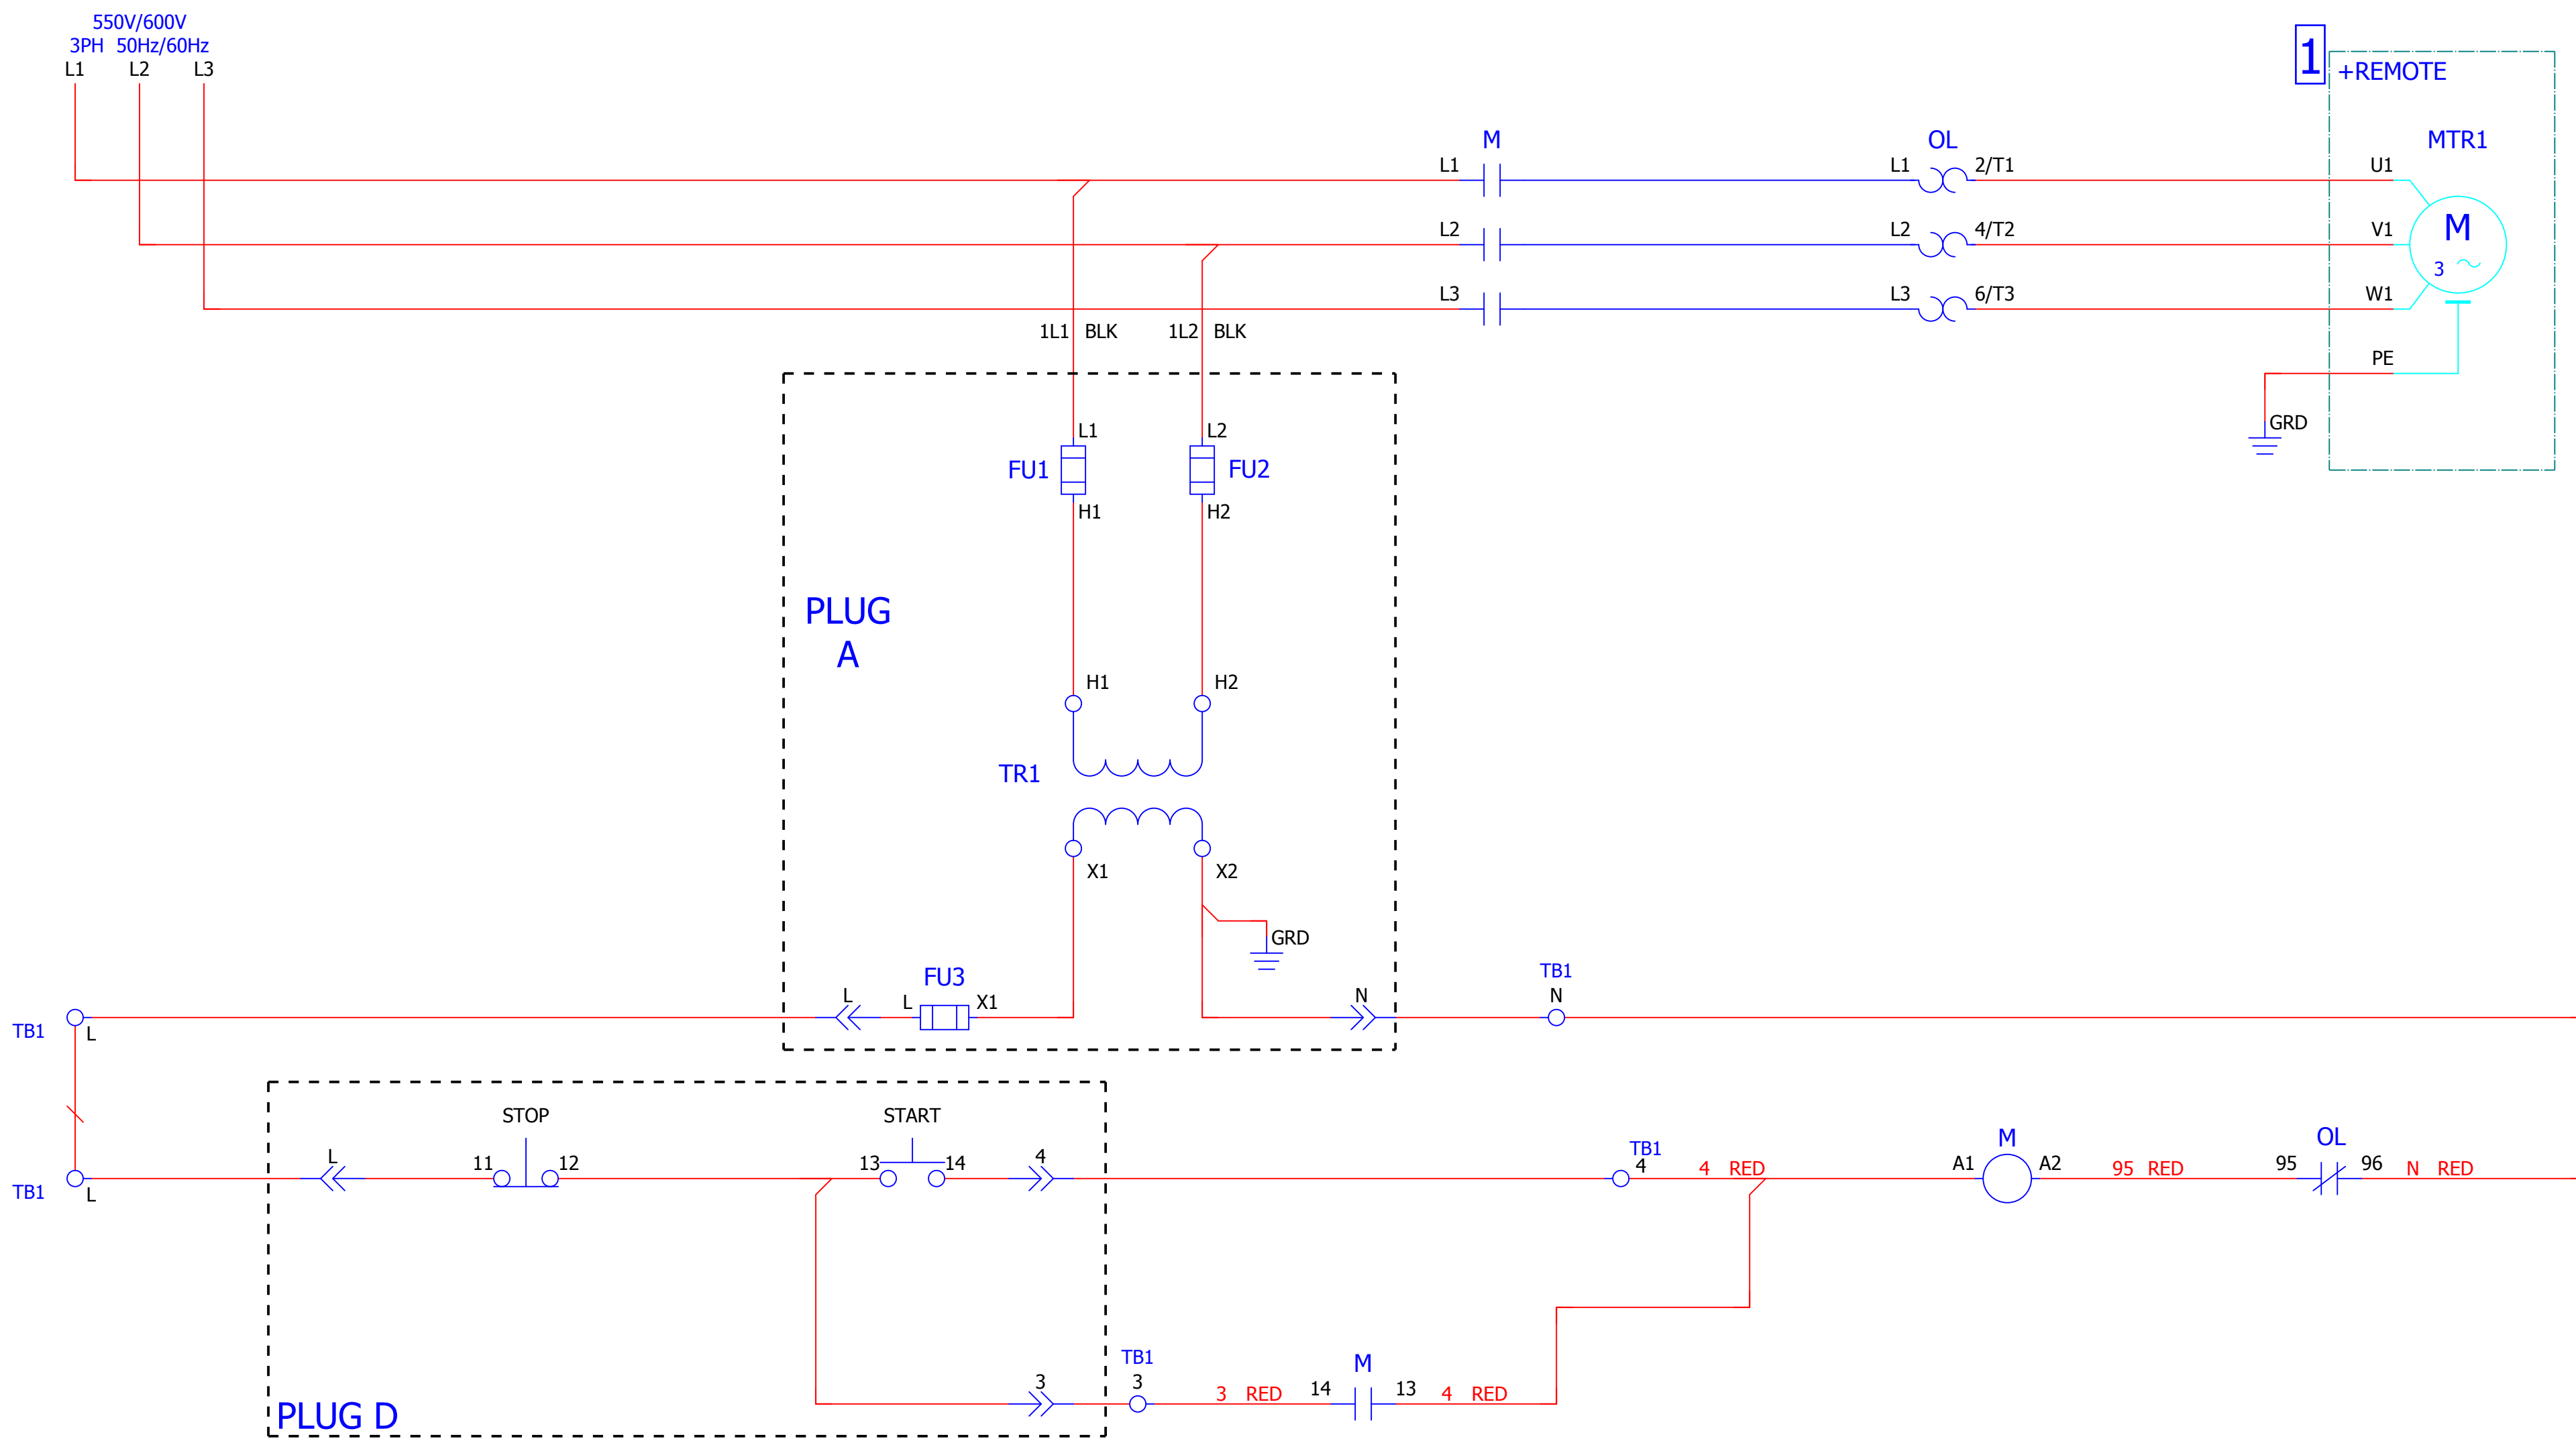 550V/600V
3PH 50Hz/60Hz
L1 L2 L3
1 +REMOTE
M OL MTR1
L1 L1 2/T1 U1
L2 L2 4/T2 V1
M
3
L3 L3 6/T3 W1
1L1 BLK 1L2 BLK
PE
GRD
L1 L2
FU1 FU2
H1 H2
PLUG
A
H1 H2
TR1
X1 X2
GRD
FU3
TB1
L L X1 N N
TB1 L
STOP START
TB1 M OL
L 11 12 13 14 4 4 4 RED A1 A2 95 RED 95 96 N RED
TB1 L
TB1 M
3 3 3 RED 14 13 4 RED
PLUG D